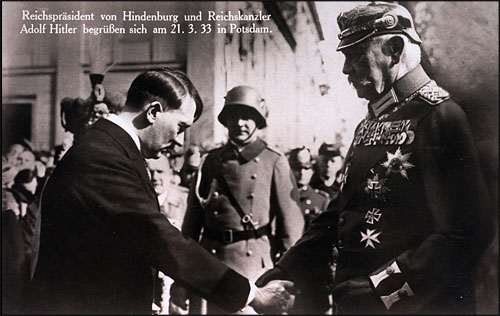 Reichspräsident von Hindenburg und Reichskanzler
Adolf Hitler begrüßen sich am 21. 3. 33 in Potsdam.